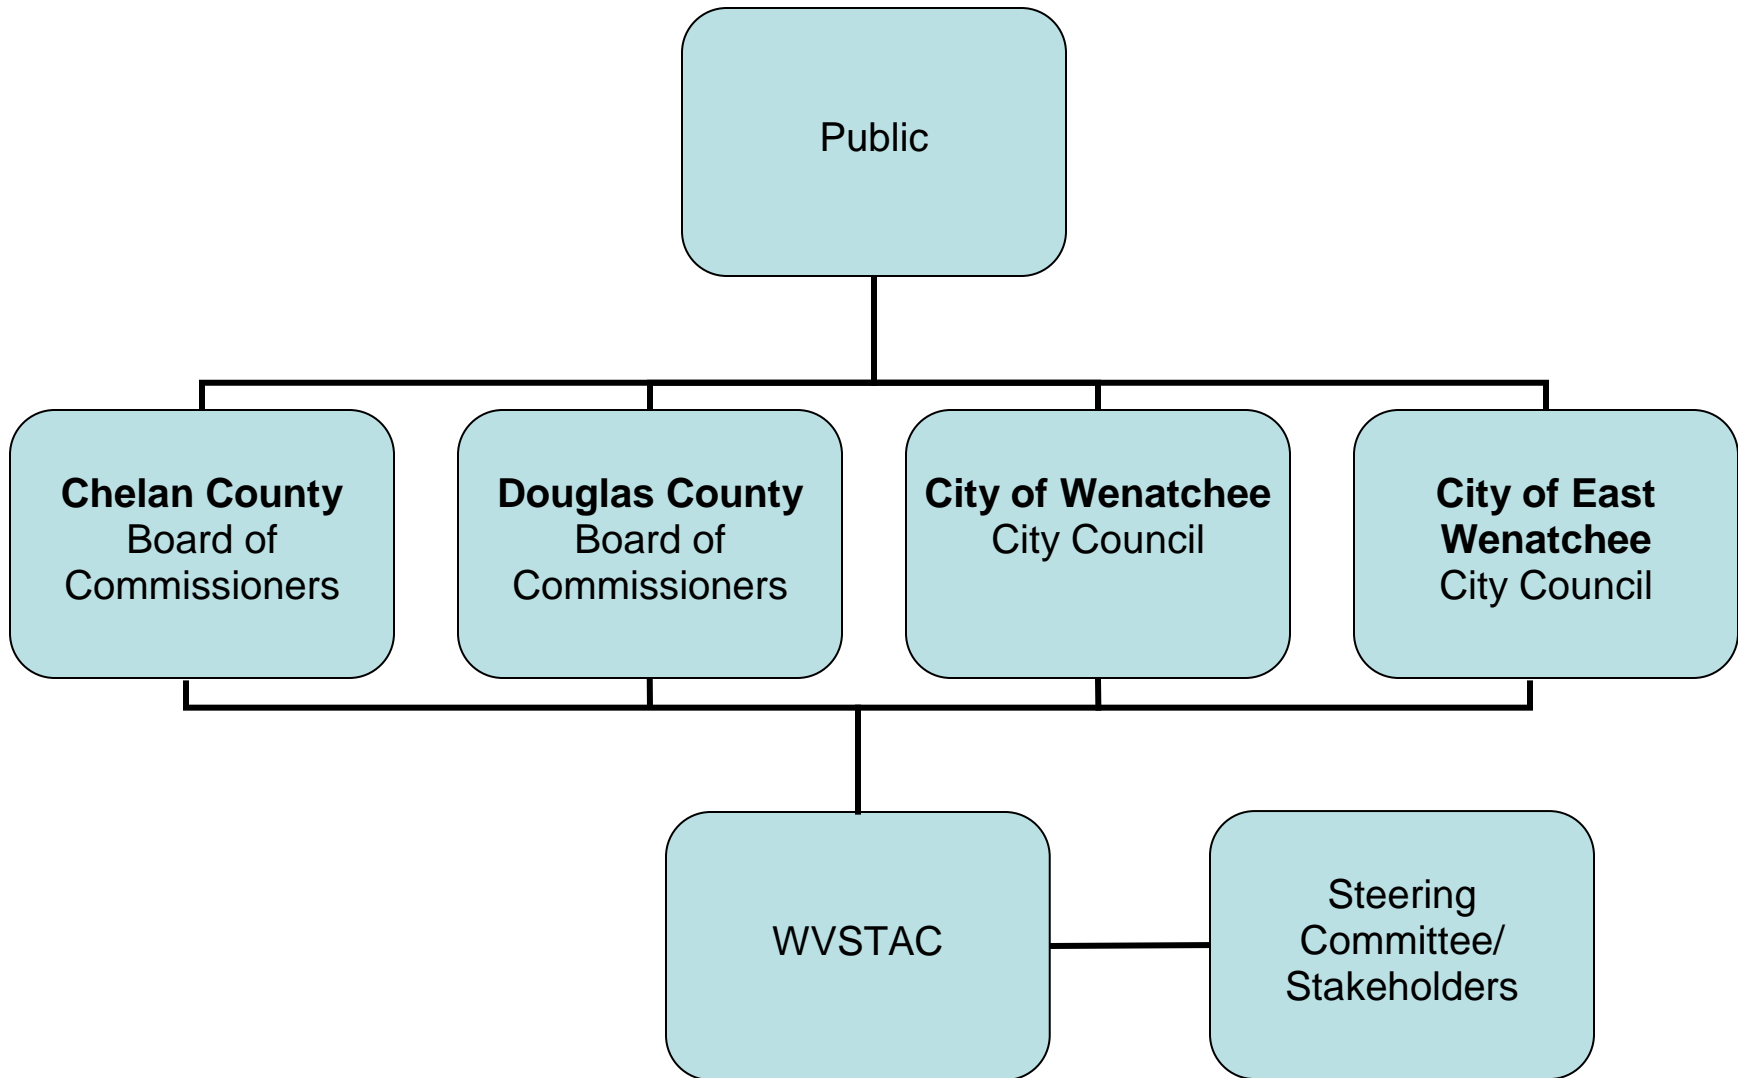 Public
Chelan County
Board of
Commissioners
Douglas County
Board of
Commissioners
City of Wenatchee
City Council
City of East
Wenatchee
City Council
WVSTAC
Steering
Committee/
Stakeholders